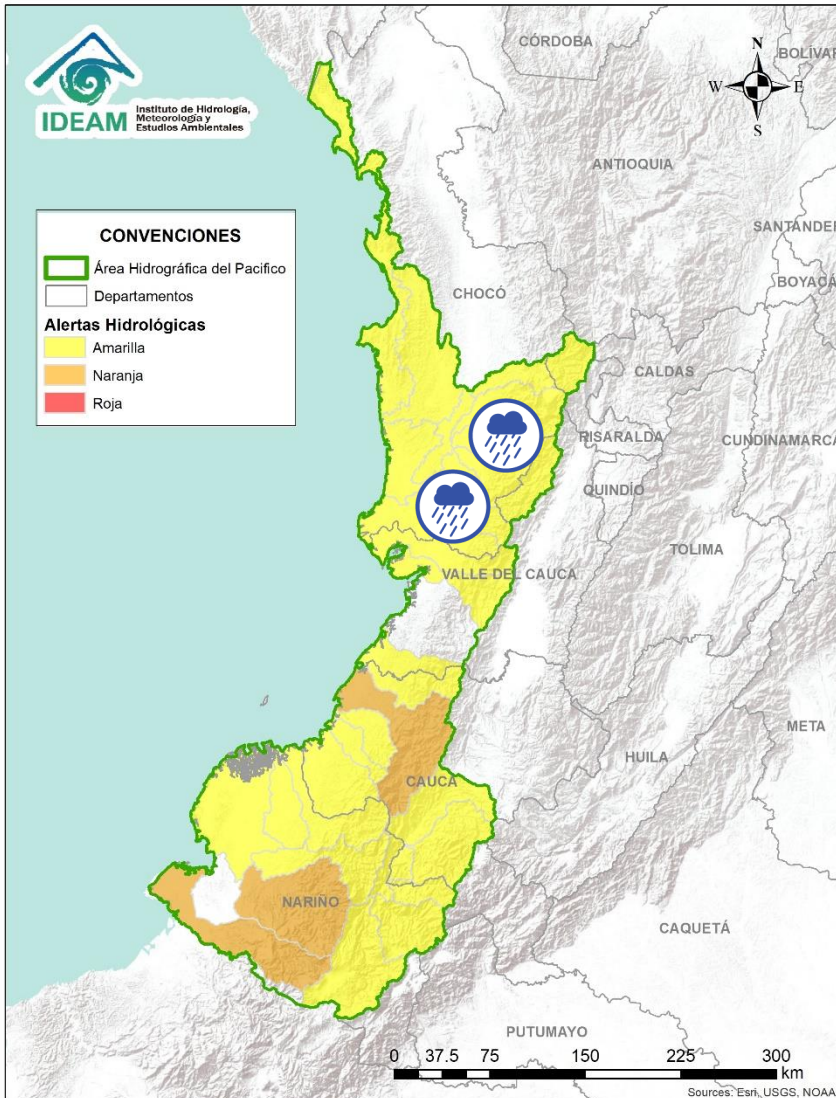 CÓRDOBA
BOLÍVAR
N
W
E
S
IDEAM
Instituto de Hidrología,
Meteorología y
Estudios Ambientales
ANTIOQUIA
SANTANDER
BOYACÁ
CONVENCIONES
Área Hidrográfica del Pacifico
Departamentos
Alertas Hidrológicas
Amarilla
Naranja
Roja
CHOCÓ
CALDAS
RISARALDA
CUNDINAMARCA
QUINDÍO
TOLIMA
VALLE DEL CAUCA
META
HUILA
CAUCA
NARIÑO
CAQUETÁ
PUTUMAYO
0 37.5 75 150 225 300
km
Sources: Esri, USGS, NOAA